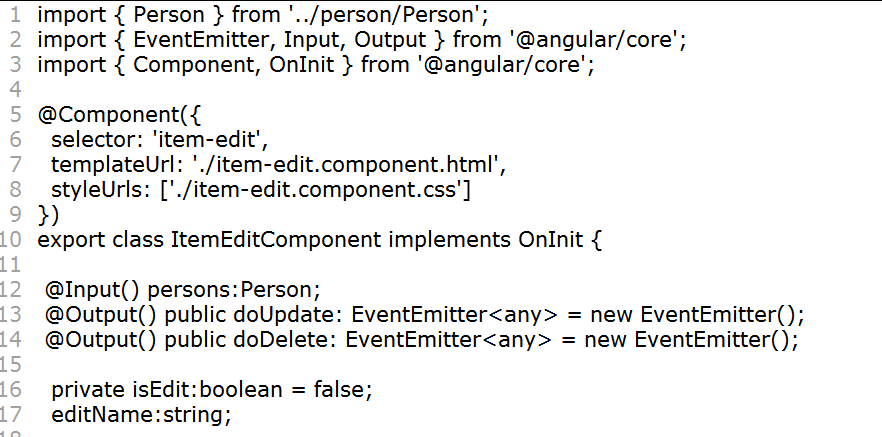 1 import { Person } from '../person/Person';
2 import { EventEmitter, Input, Output } from '@angular/core';
3 import { Component, OnInit } from '@angular/core';
4
5 @Component({
6 selector: 'item-edit',
7 templateUrl: './item-edit.component.html',
8 styleUrls: ['./item-edit.component.css']
9 })
10 export class ItemEditComponent implements OnInit {
11
12 @Input() persons:Person;
13 @Output() public doUpdate: EventEmitter<any> = new EventEmitter();
14 @Output() public doDelete: EventEmitter<any> = new EventEmitter();
15
16 private isEdit:boolean = false;
17 editName:string;
18